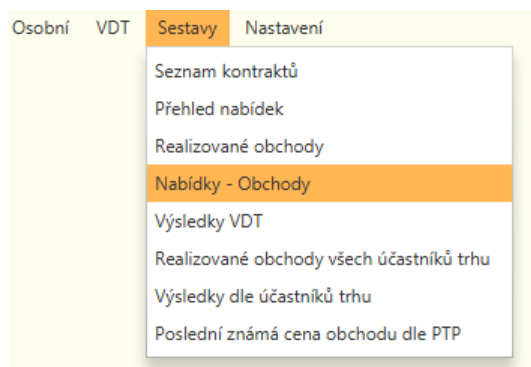 Osobní VDT Sestavy Nastavení
Seznam kontraktů
Přehled nabídek
Realizované obchody
Nabídky - Obchody
Výsledky VDT
Realizované obchody všech účastníků trhu
Výsledky dle účastníků trhu
Poslední známá cena obchodu dle PTP